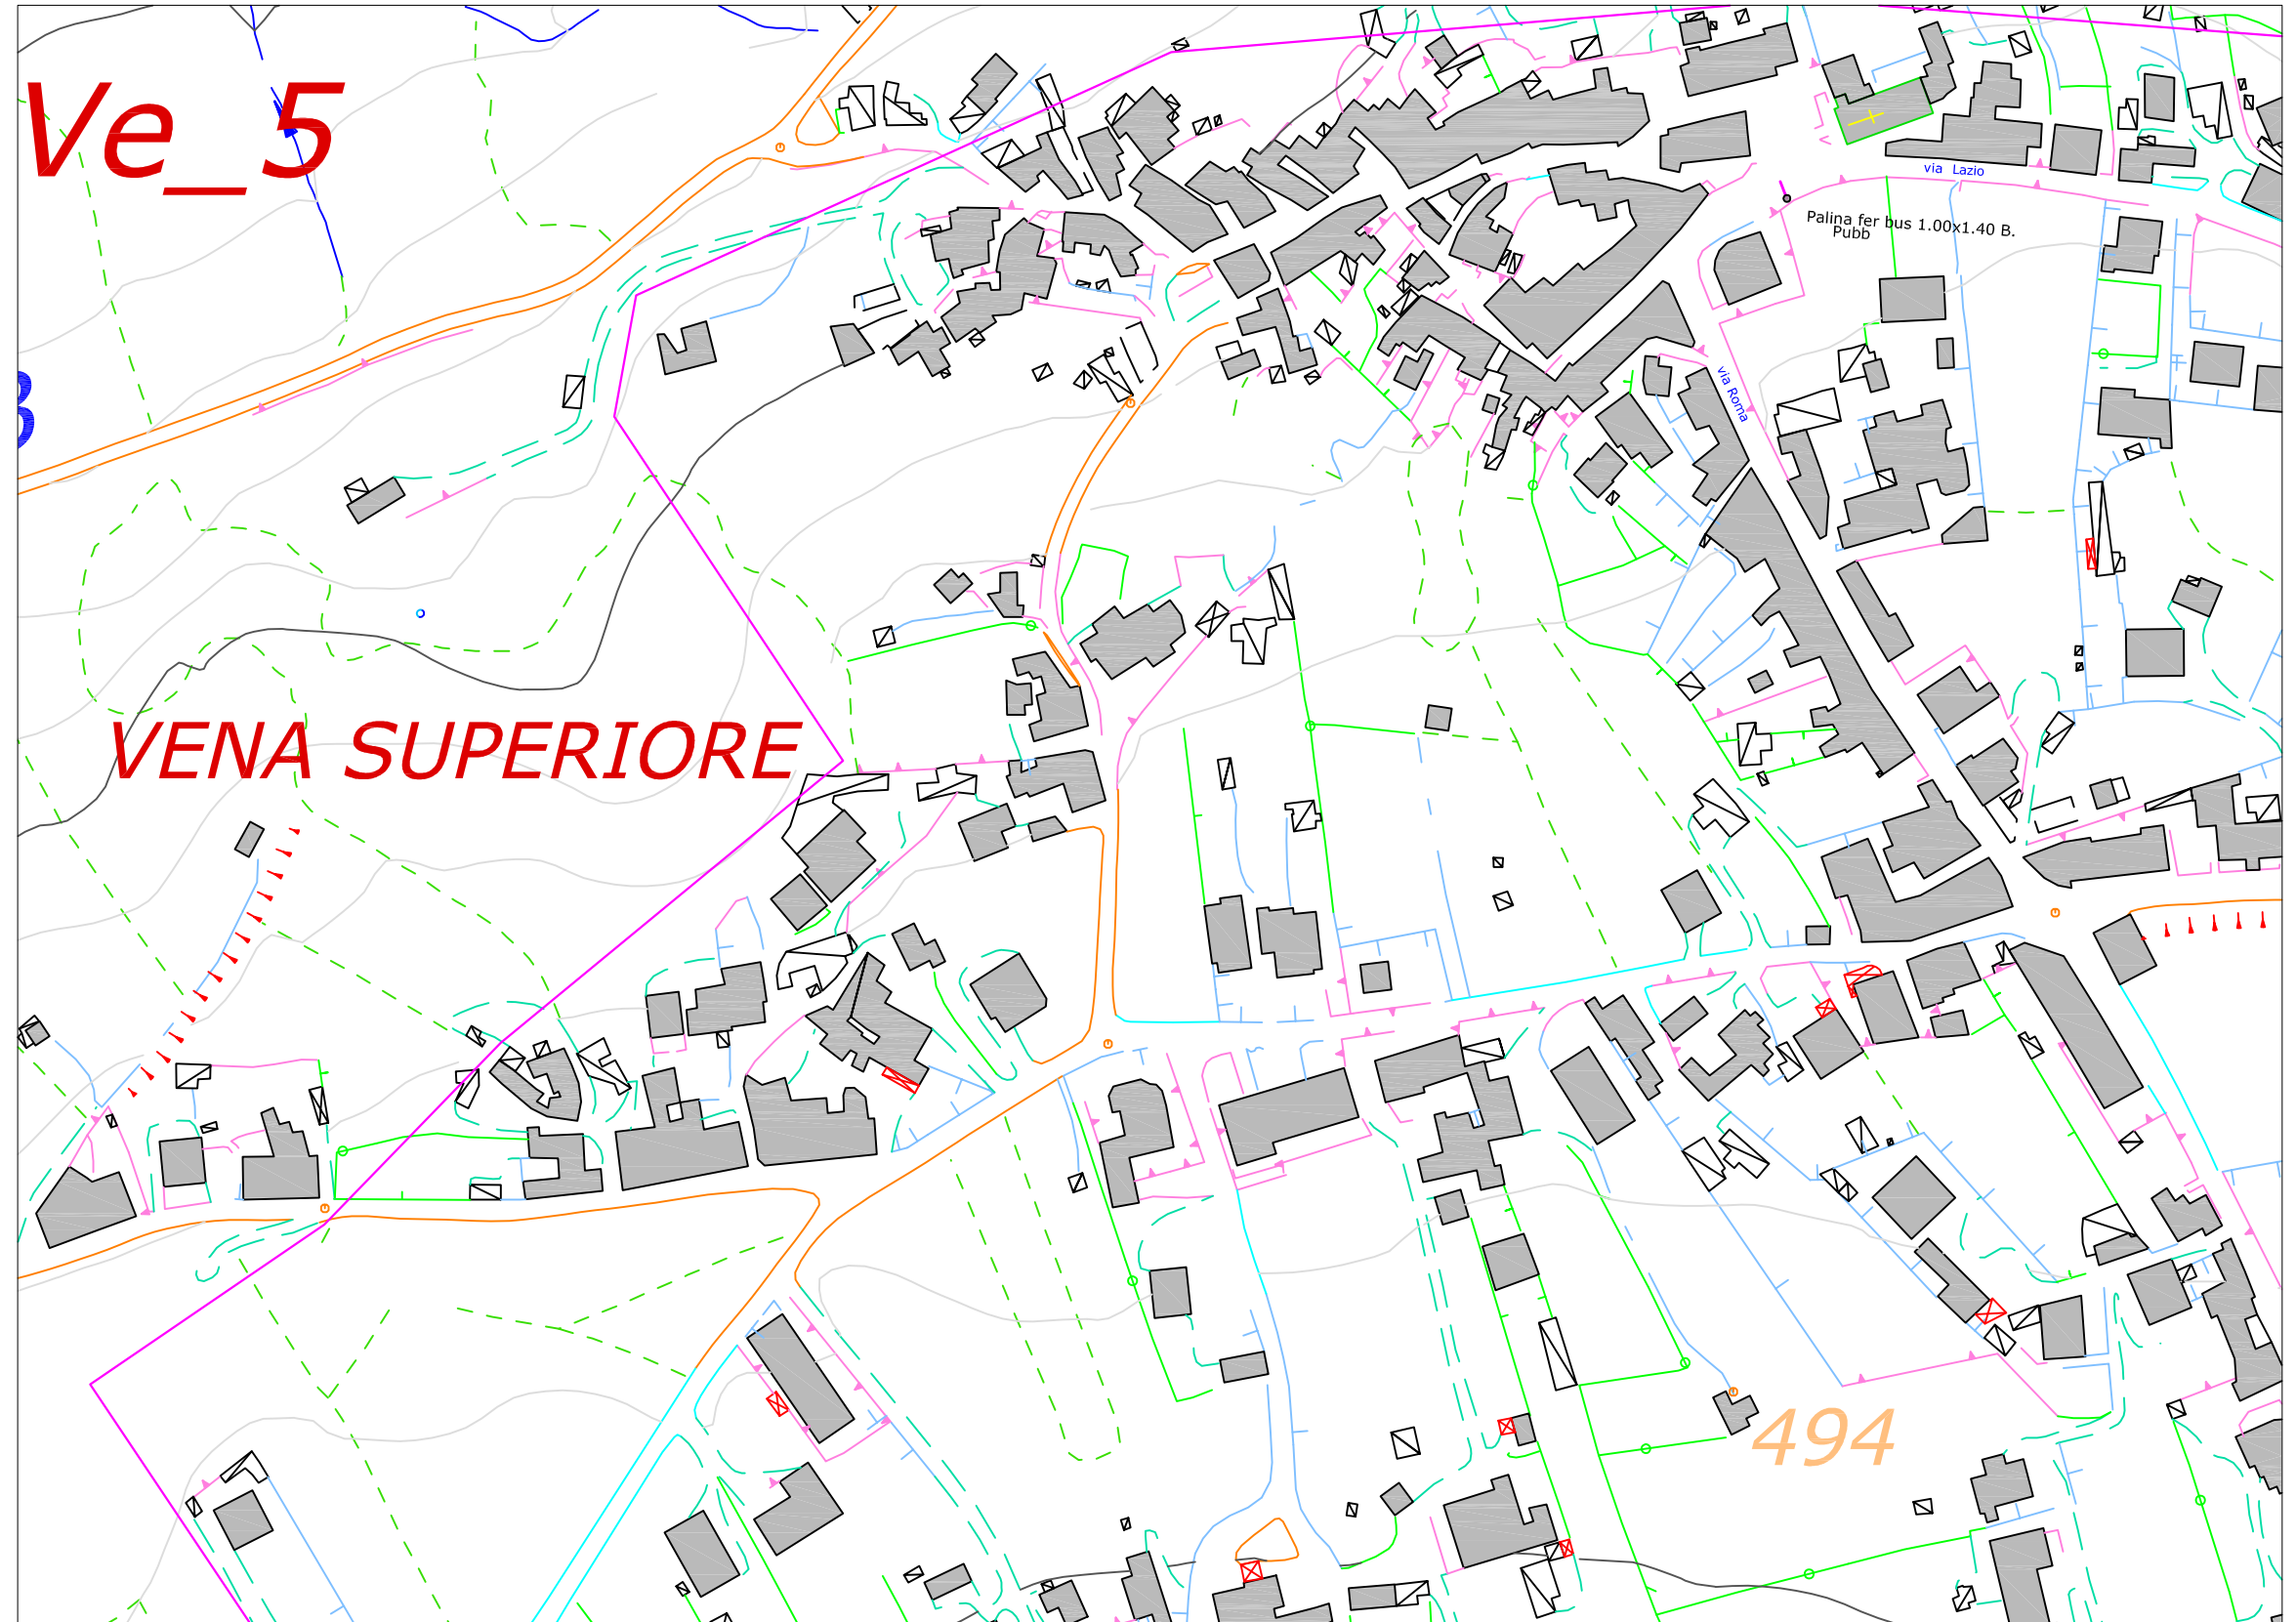 Ve_5
via Lazio
Palina fer bus 1.00x1.40 B.
Pubb
via Roma
VENA SUPERIORE
494